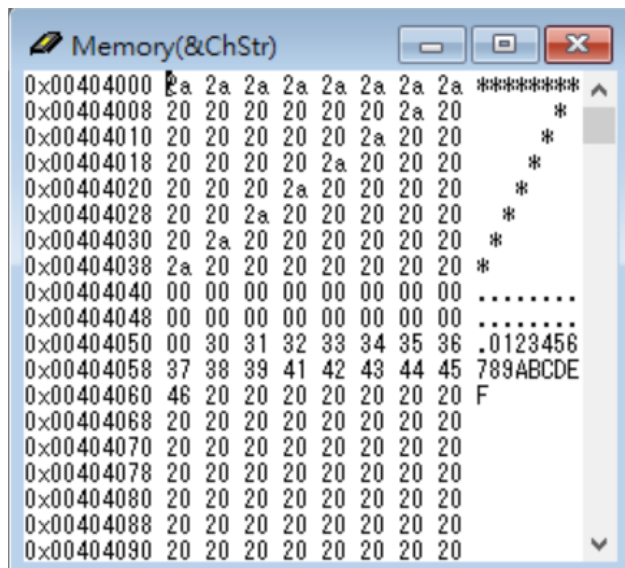 Memory(&ChStr)
0x00404000 2a 2a 2a 2a 2a 2a 2a 2a ********
0x00404008 20 20 20 20 20 20 2a 20       *
0x00404010 20 20 20 20 20 2a 20 20      *
0x00404018 20 20 20 20 2a 20 20 20     *
0x00404020 20 20 20 2a 20 20 20 20    *
0x00404028 20 20 2a 20 20 20 20 20   *
0x00404030 20 2a 20 20 20 20 20 20  *
0x00404038 2a 20 20 20 20 20 20 20 *
0x00404040 00 00 00 00 00 00 00 00 ........
0x00404048 00 00 00 00 00 00 00 00 ........
0x00404050 00 30 31 32 33 34 35 36 .0123456
0x00404058 37 38 39 41 42 43 44 45 789ABCDE
0x00404060 46 20 20 20 20 20 20 20 F
0x00404068 20 20 20 20 20 20 20 20
0x00404070 20 20 20 20 20 20 20 20
0x00404078 20 20 20 20 20 20 20 20
0x00404080 20 20 20 20 20 20 20 20
0x00404088 20 20 20 20 20 20 20 20
0x00404090 20 20 20 20 20 20 20 20